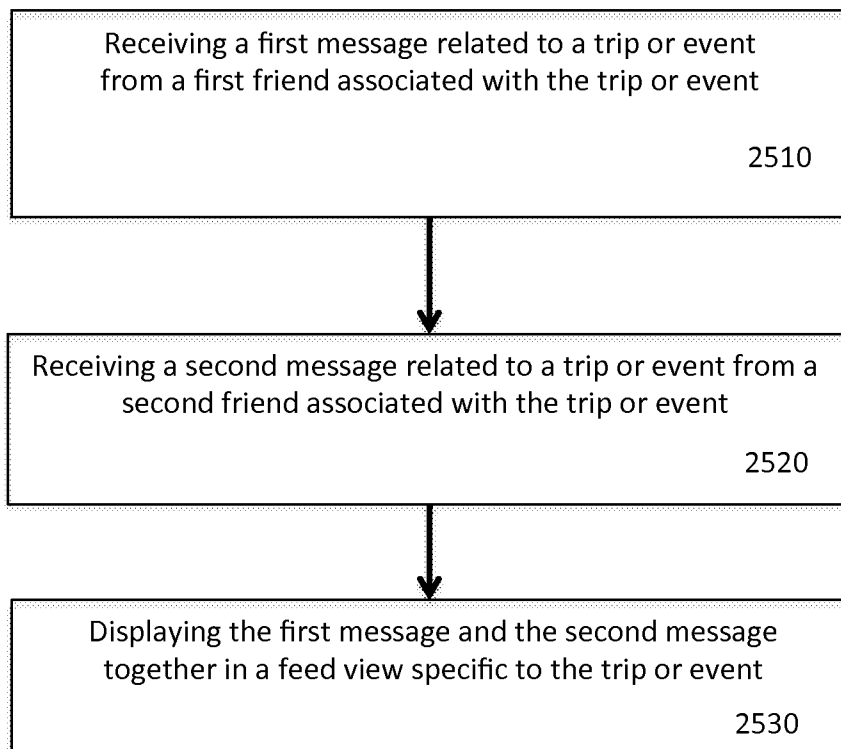 Receiving a first message related to a trip or event
from a first friend associated with the trip or event
2510
Receiving a second message related to a trip or event from a
second friend associated with the trip or event
2520
Displaying the first message and the second message
together in a feed view specific to the trip or event
2530